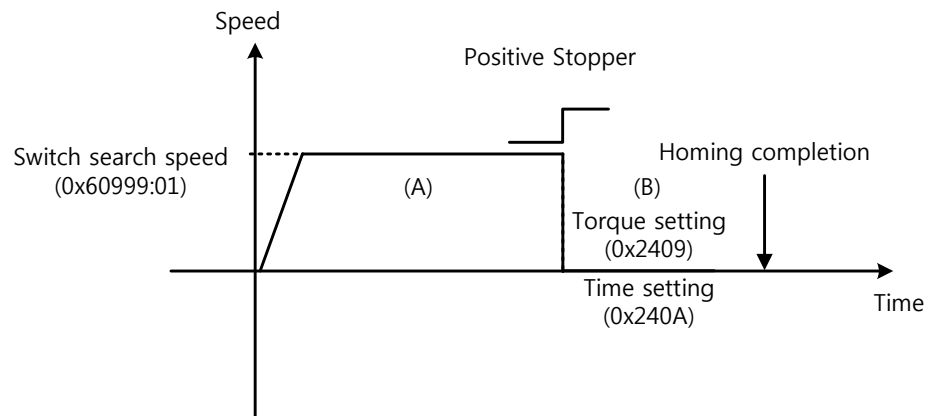 Speed
Positive Stopper
Switch search speed
(0x60999:01)
Homing completion
(A)
(B)
Torque setting
(0x2409)
Time setting
(0x240A)
Time